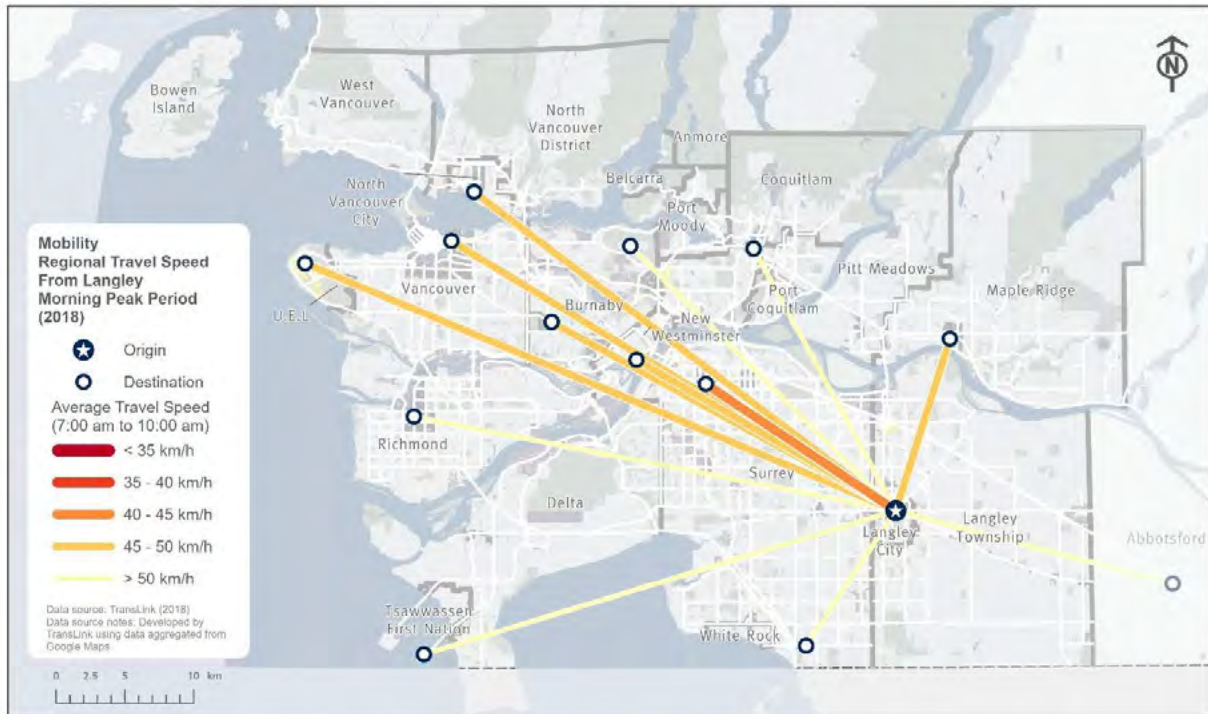 N
Bowen
Island
West
Vancouver
North
Vancouver
District
Anmore
North
Vancouver
City
Belcarra
Port
Moody
Coquitlam
Pitt Meadows
Maple Ridge
Vancouver
Burnaby
Port
Coquitlam
New
Westminster
U.E.L
Richmond
Surrey
Delta
Langley
City
Langley
Township
Abbotsford
Tsawwassen
First Nation
White Rock
Mobility
Regional Travel Speed
From Langley
Morning Peak Period
(2018)
Origin
Destination
Average Travel Speed
(7:00 am to 10:00 am)
< 35 km/h
35 - 40 km/h
40 - 45 km/h
45 - 50 km/h
> 50 km/h
Data source: TransLink (2018)
Data source notes: Developed by
TransLink using data aggregated from
Google Maps
0 2.5 5 10 km